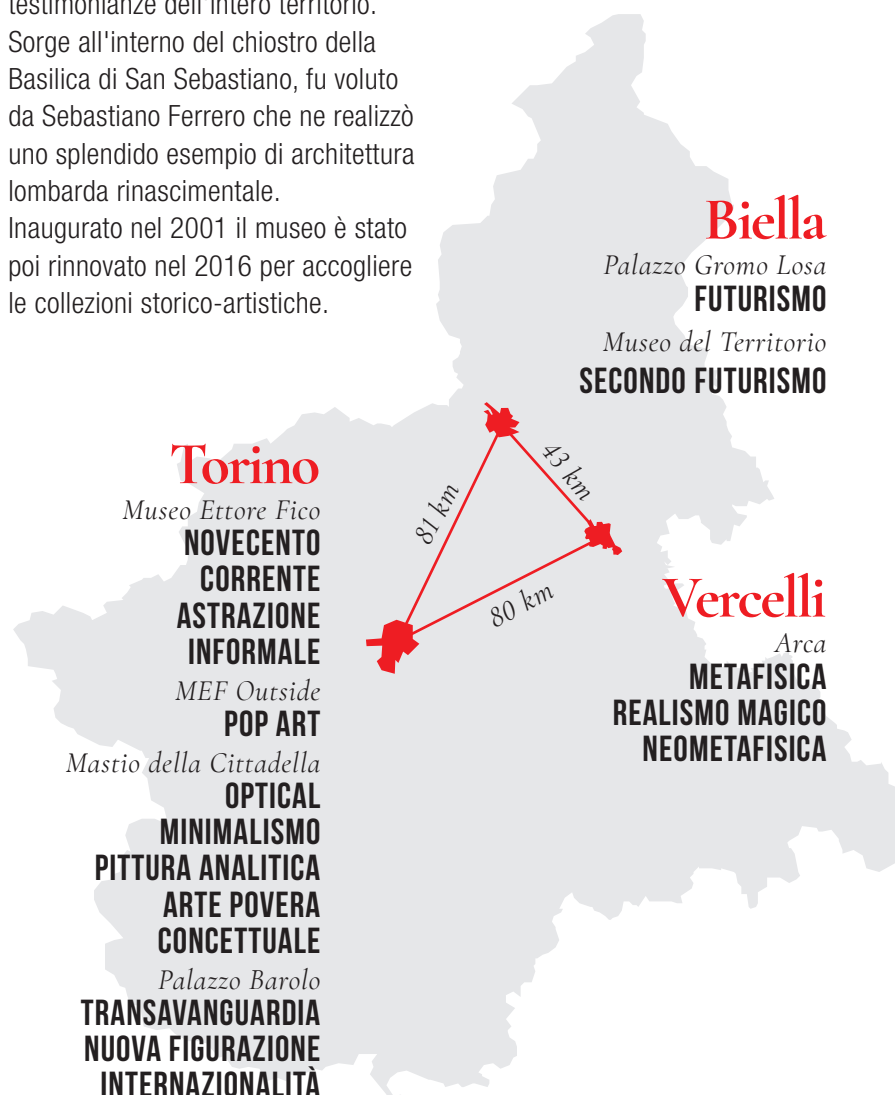 testimonianze dell'intero territorio.
Sorge all'interno del chiostro della
Basilica di San Sebastiano, fu voluto
da Sebastiano Ferrero che ne realizzò
uno splendido esempio di architettura
lombarda rinascimentale.
Inaugurato nel 2001 il museo è stato
poi rinnovato nel 2016 per accogliere
le collezioni storico-artistiche.
Biella
Palazzo Gromo Losa
FUTURISMO
Museo del Territorio
SECONDO FUTURISMO
43 km
81 km
80 km
Torino
Museo Ettore Fico
NOVECENTO
CORRENTE
ASTRAZIONE
INFORMALE
MEF Outside
POP ART
Mastio della Cittadella
OPTICAL
MINIMALISMO
PITTURA ANALITICA
ARTE POVERA
CONCETTUALE
Palazzo Barolo
TRANSAVANGUARDIA
NUOVA FIGURAZIONE
INTERNAZIONALITÀ
Vercelli
Arca
METAFISICA
REALISMO MAGICO
NEOMETAFISICA